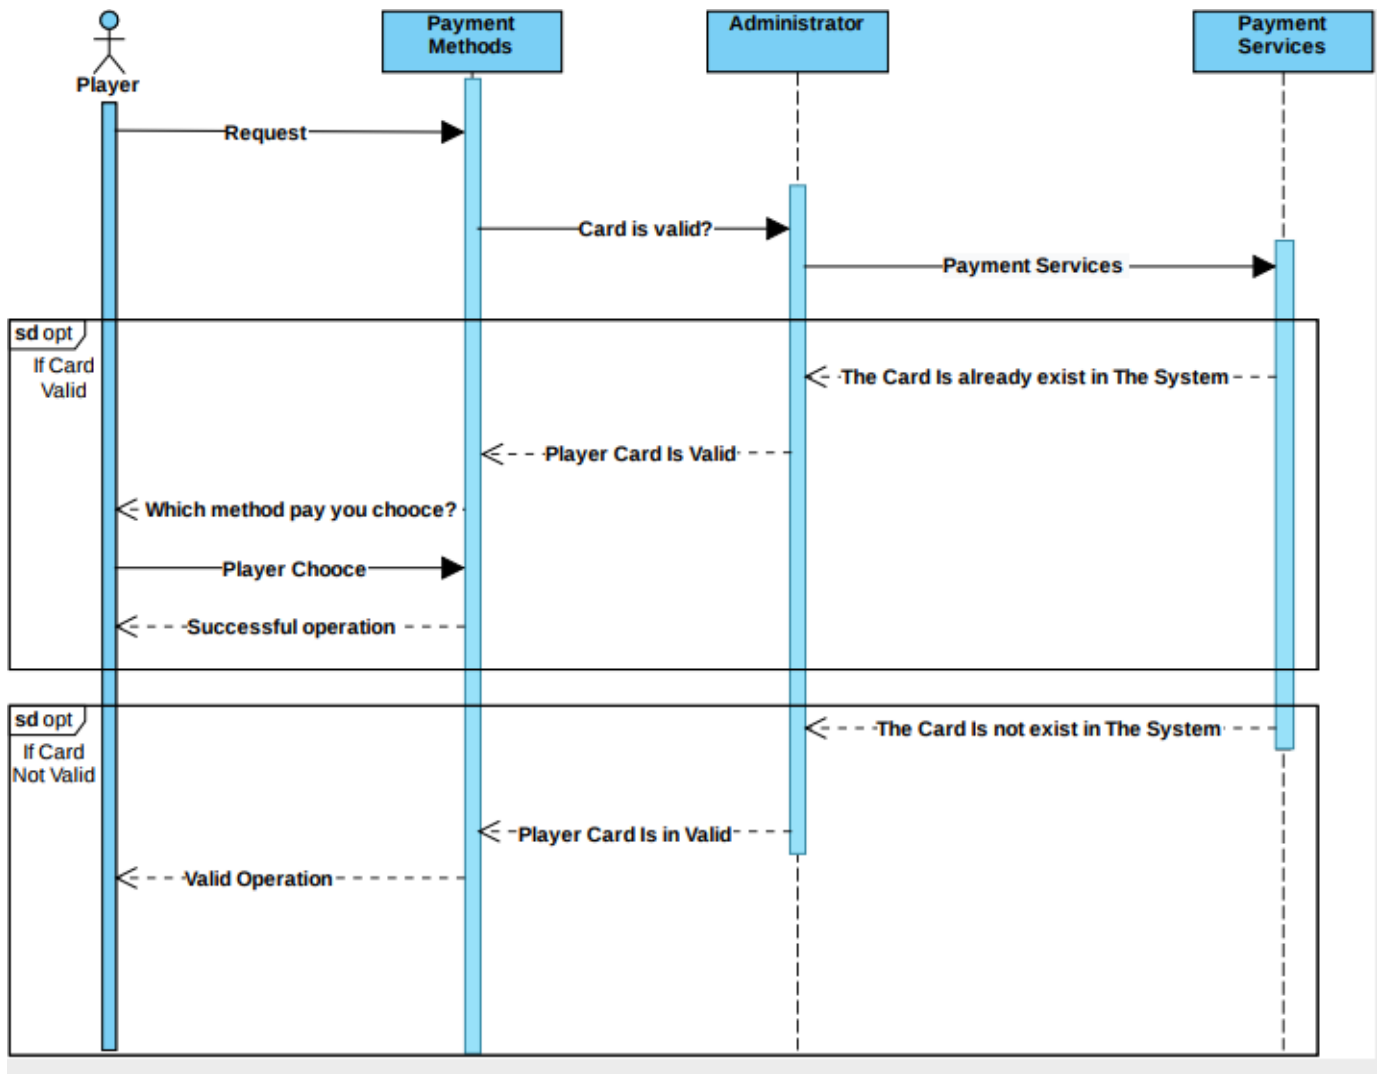 Player
Payment
Methods
Administrator
Payment
Services
Request
Card is valid?
Payment Services
sd opt
If Card
Valid
The Card Is already exist in The System
Player Card Is Valid
Which method pay you chooce?
Player Chooce
Successful operation
sd opt
If Card
Not Valid
The Card Is not exist in The System
Player Card Is in Valid
Valid Operation